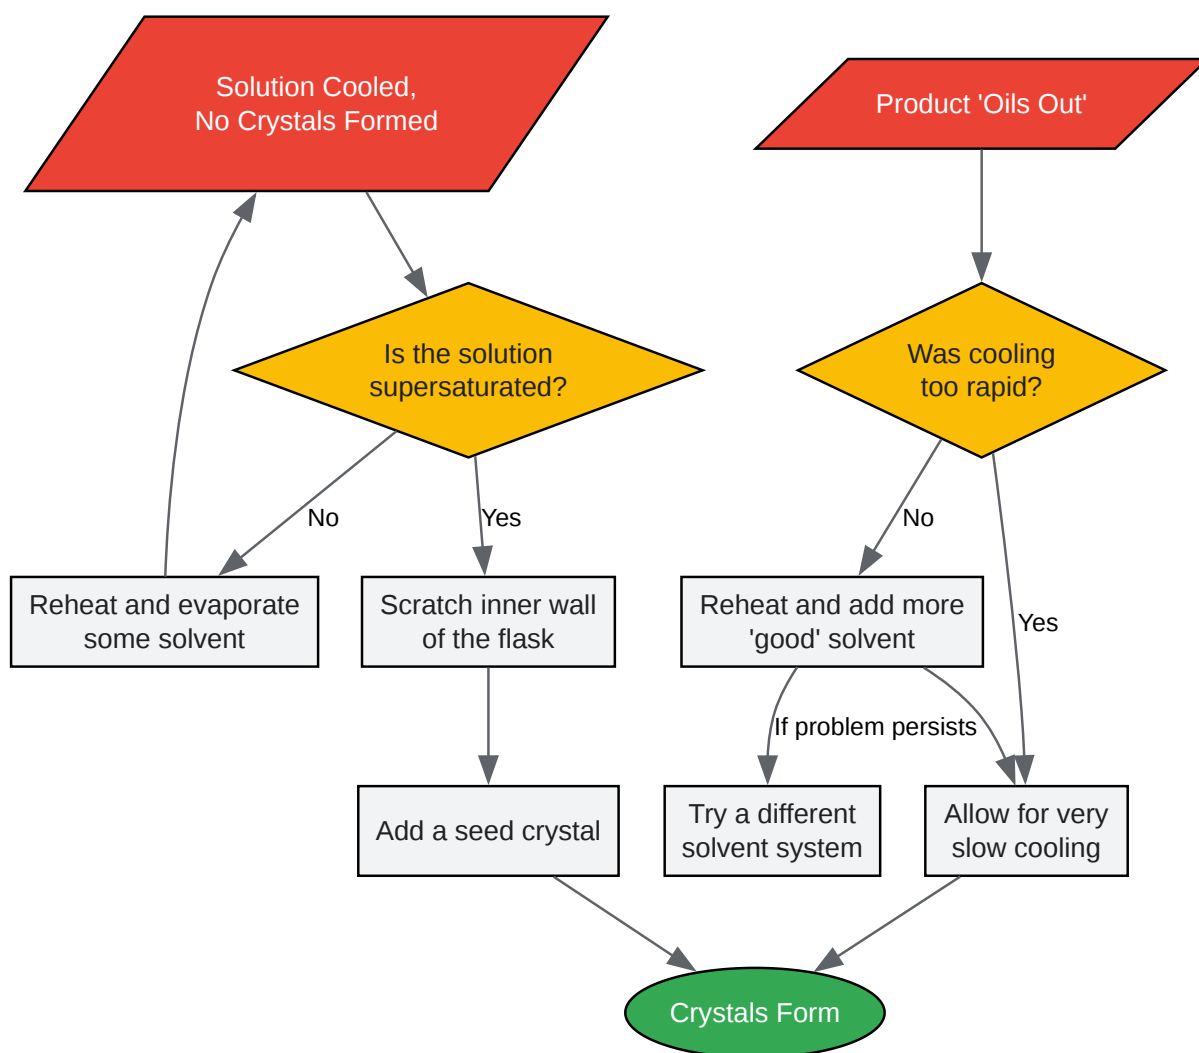 Solution Cooled,
No Crystals Formed
Product 'Oils Out'
Is the solution
supersaturated?
Was cooling
too rapid?
No
Yes
No
Reheat and evaporate
some solvent
Scratch inner wall
of the flask
Reheat and add more
'good' solvent
Yes
If problem persists
Add a seed crystal
Try a different
solvent system
Allow for very
slow cooling
Crystals Form